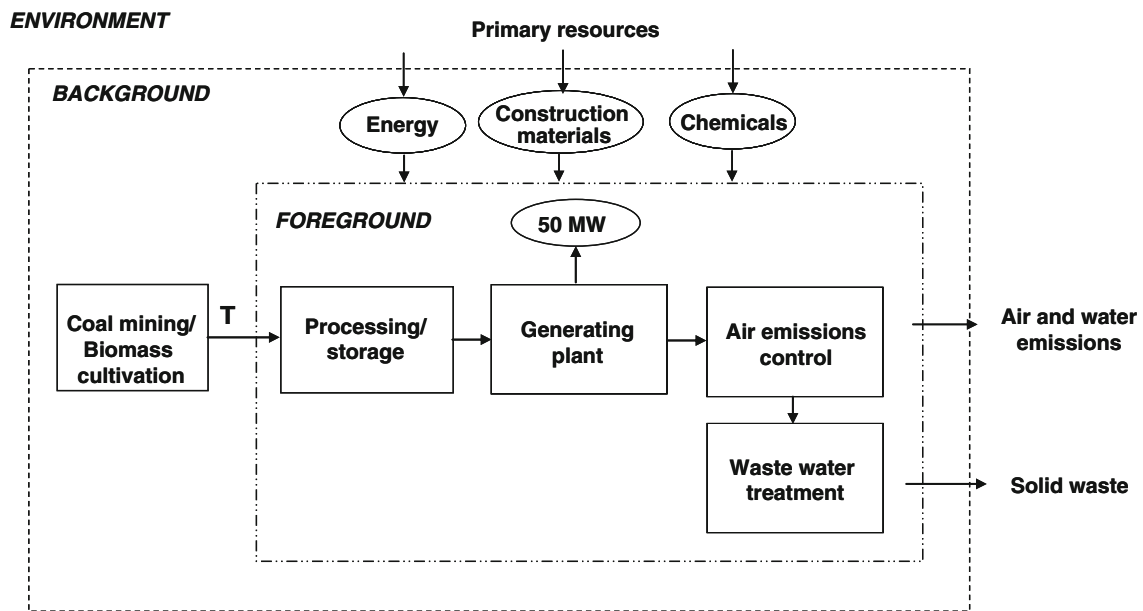 ENVIRONMENT
Primary resources
BACKGROUND
Energy
Construction
materials
Chemicals
FOREGROUND
50 MW
Coal mining/
Biomass
cultivation
T
Processing/
storage
Generating
plant
Air emissions
control
Air and water
emissions
Waste water
treatment
Solid waste